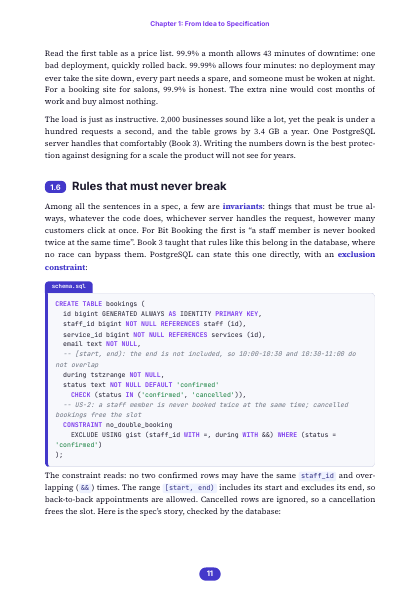 Chapter 1: From Idea to Specification
Read the first table as a price list. 99.9% a month allows 43 minutes of downtime: one
bad deployment, quickly rolled back. 99.99% allows four minutes: no deployment may
ever take the site down, every part needs a spare, and someone must be woken at night.
For a booking site for salons, 99.9% is honest. The extra nine would cost months of
work and buy almost nothing.
The load is just as instructive. 2,000 businesses sound like a lot, yet the peak is under a
hundred requests a second, and the table grows by 3.4 GB a year. One PostgreSQL
server handles that comfortably (Book 3). Writing the numbers down is the best protec-
tion against designing for a scale the product will not see for years.
1.6 Rules that must never break
Among all the sentences in a spec, a few are invariants: things that must be true al-
ways, whatever the code does, whichever server handles the request, however many
customers click at once. For Bit Booking the first is “a staff member is never booked
twice at the same time”. Book 3 taught that rules like this belong in the database, where
no race can bypass them. PostgreSQL can state this one directly, with an exclusion
constraint:
schema.sql
CREATE TABLE bookings (
id bigint GENERATED ALWAYS AS IDENTITY PRIMARY KEY,
staff_id bigint NOT NULL REFERENCES staff (id),
service_id bigint NOT NULL REFERENCES services (id),
email text NOT NULL,
-- [start, end): the end is not included, so 10:00-10:30 and 10:30-11:00 do
not overlap
during tstzrange NOT NULL,
status text NOT NULL DEFAULT 'confirmed'
CHECK (status IN ('confirmed', 'cancelled')),
-- US-2: a staff member is never booked twice at the same time; cancelled
bookings free the slot
CONSTRAINT no_double_booking
EXCLUDE USING gist (staff_id WITH =, during WITH &&) WHERE (status =
'confirmed')
);
The constraint reads: no two confirmed rows may have the same staff_id and over-
lapping (&&) times. The range [start, end) includes its start and excludes its end, so
back-to-back appointments are allowed. Cancelled rows are ignored, so a cancellation
frees the slot. Here is the spec’s story, checked by the database:
11